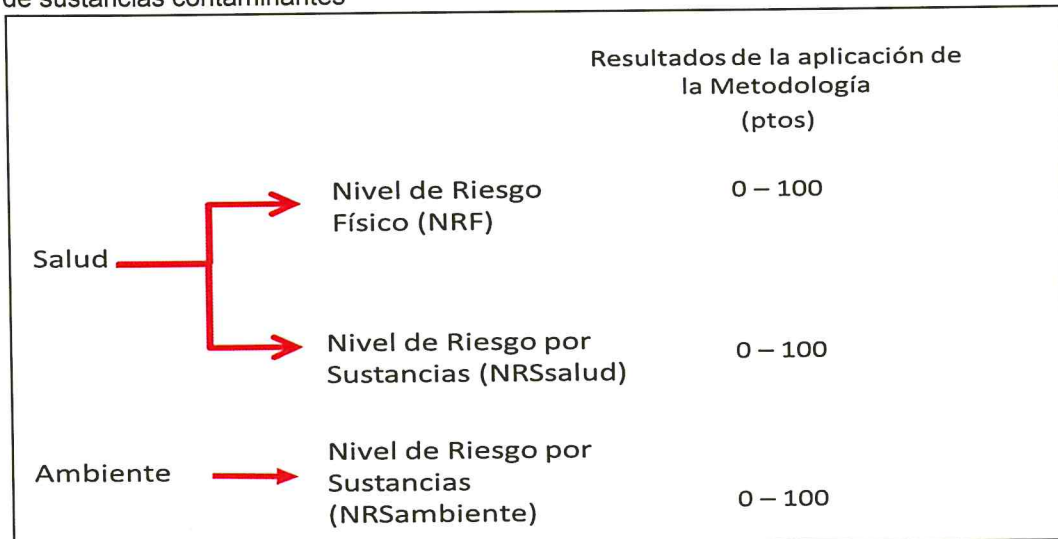 de sustancias contaminantes
Resultados de la aplicación de
la Metodología
(ptos)
Nivel de Riesgo
Físico (NRF)
0 – 100
Salud
Nivel de Riesgo por
Sustancias (NRSsalud)
0 – 100
Ambiente
Nivel de Riesgo por
Sustancias
(NRSambiente)
0 – 100